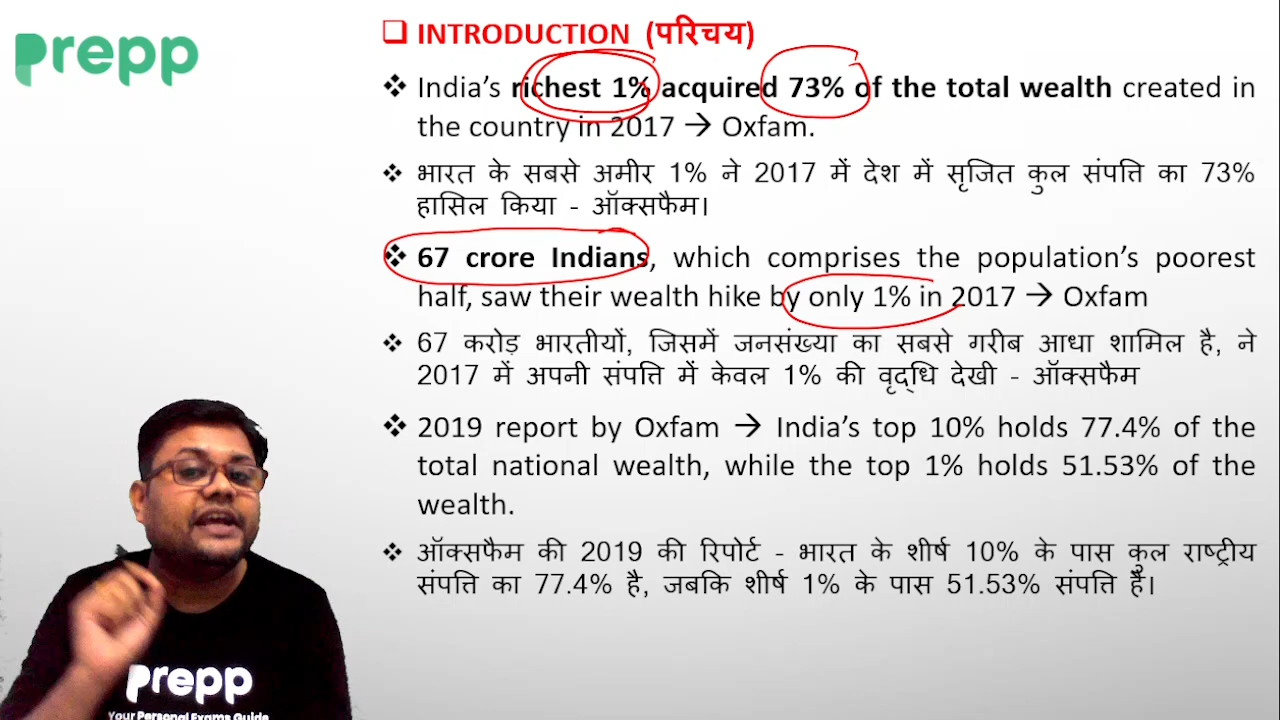 prepp
INTRODUCTION (परिचय)
India's richest 1% acquired 73% of the total wealth created in
the country in 2017 → Oxfam.
भारत के सबसे अमीर 1% ने 2017 में देश में सृजित कुल संपत्ति का 73%
हासिल किया - ऑक्सफैम।
67 crore Indians, which comprises the population's poorest
half, saw their wealth hike by only 1% in 2017 → Oxfam
67 करोड़ भारतीयों, जिसमें जनसंख्या का सबसे गरीब आधा शामिल है, ने
2017 में अपनी संपत्ति में केवल 1% की वृद्धि देखी - ऑक्सफैम
2019 report by Oxfam → India's top 10% holds 77.4% of the
total national wealth, while the top 1% holds 51.53% of the
wealth.
ऑक्सफैम की 2019 की रिपोर्ट - भारत के शीर्ष 10% के पास कुल राष्ट्रीय
संपत्ति का 77.4% है, जबकि शीर्ष 1% के पास 51.53% संपत्ति है।
prepp
Your Personal Exams Guide